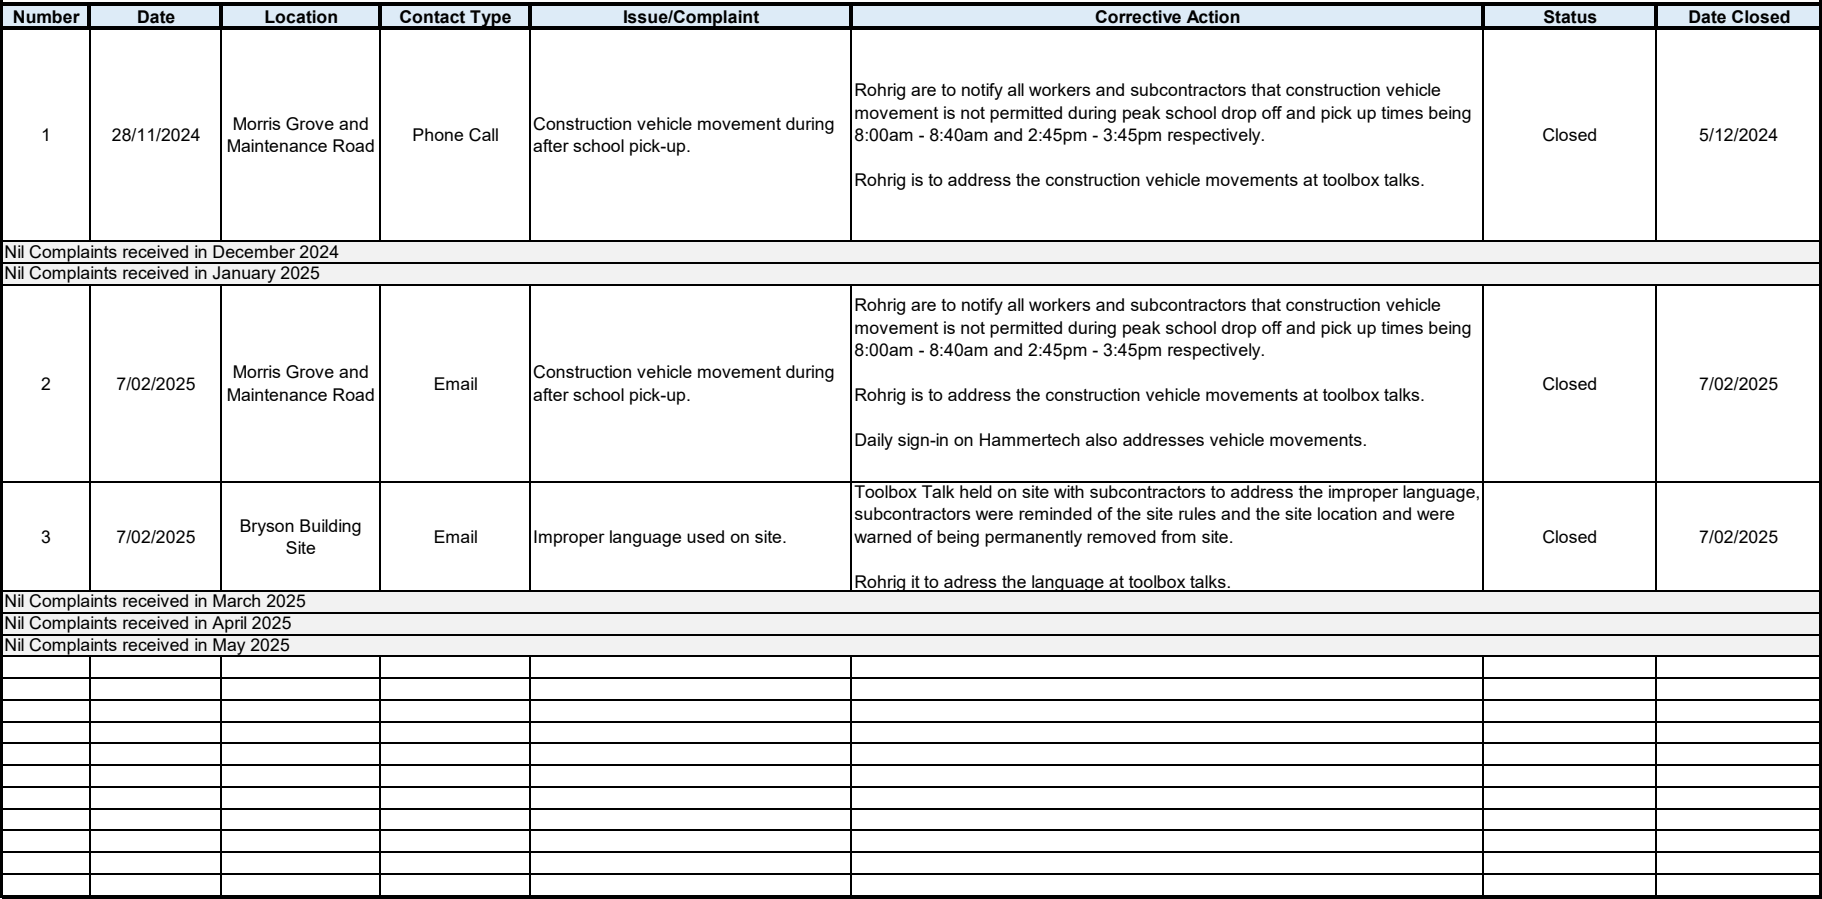 Number Date Location Contact Type Issue/Complaint Corrective Action Status Date Closed
1 28/11/2024
Morris Grove and
Maintenance Road
Phone Call
Construction vehicle movement during
after school pick-up.
Rohrig are to notify all workers and subcontractors that construction vehicle
movement is not permitted during peak school drop off and pick up times being
8:00am - 8:40am and 2:45pm - 3:45pm respectively.
Rohrig is to address the construction vehicle movements at toolbox talks.
Closed 5/12/2024
Nil Complaints received in December 2024
Nil Complaints received in January 2025
2 7/02/2025
Morris Grove and
Maintenance Road
Email
Construction vehicle movement during
after school pick-up.
Rohrig are to notify all workers and subcontractors that construction vehicle
movement is not permitted during peak school drop off and pick up times being
8:00am - 8:40am and 2:45pm - 3:45pm respectively.
Rohrig is to address the construction vehicle movements at toolbox talks.
Daily sign-in on Hammertech also addresses vehicle movements.
Closed 7/02/2025
3 7/02/2025
Bryson Building
Site
Email
Improper language used on site.
Toolbox Talk held on site with subcontractors to address the improper language,
subcontractors were reminded of the site rules and the site location and were
warned of being permanently removed from site.
Rohrig it to adress the language at toolbox talks.
Closed 7/02/2025
Nil Complaints received in March 2025
Nil Complaints received in April 2025
Nil Complaints received in May 2025